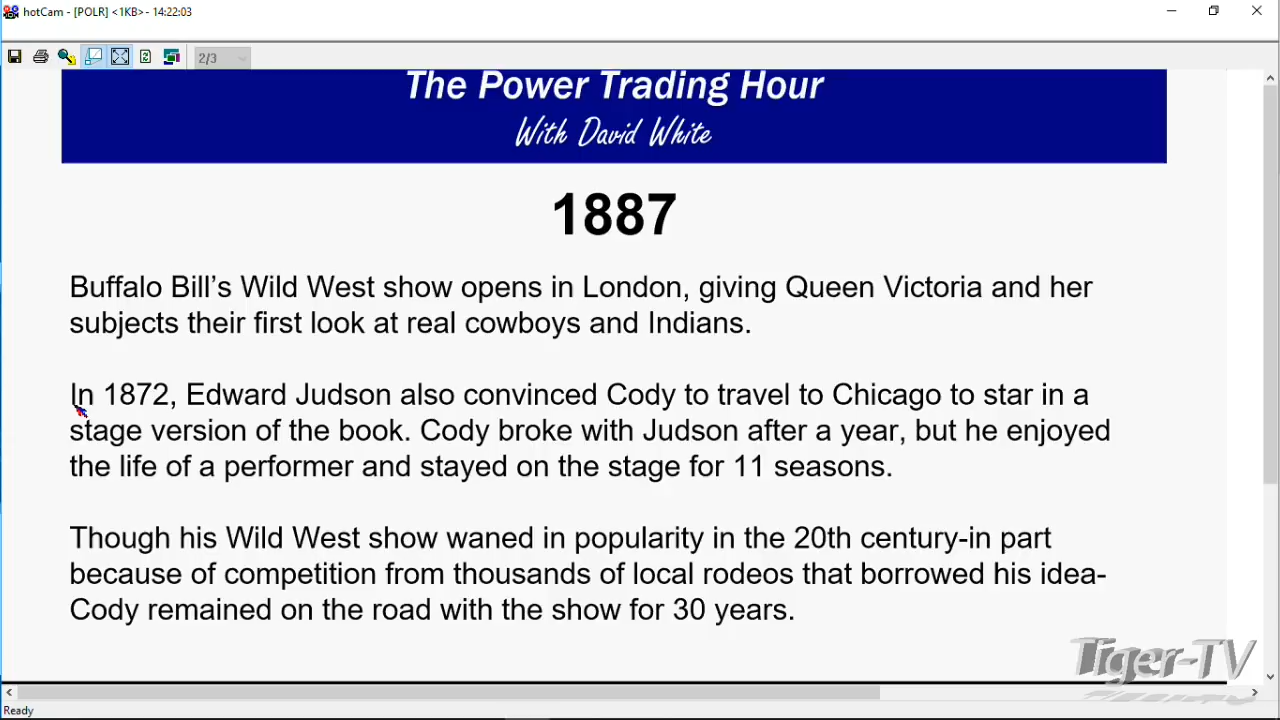 hotCam - [POLR] <1KB> - 14:22:03
2/3
The Power Trading Hour
With David White
1887
Buffalo Bill’s Wild West show opens in London, giving Queen Victoria and her
subjects their first look at real cowboys and Indians.
In 1872, Edward Judson also convinced Cody to travel to Chicago to star in a
stage version of the book. Cody broke with Judson after a year, but he enjoyed
the life of a performer and stayed on the stage for 11 seasons.
Though his Wild West show waned in popularity in the 20th century-in part
because of competition from thousands of local rodeos that borrowed his idea-
Cody remained on the road with the show for 30 years.
Tiger-TV
Ready